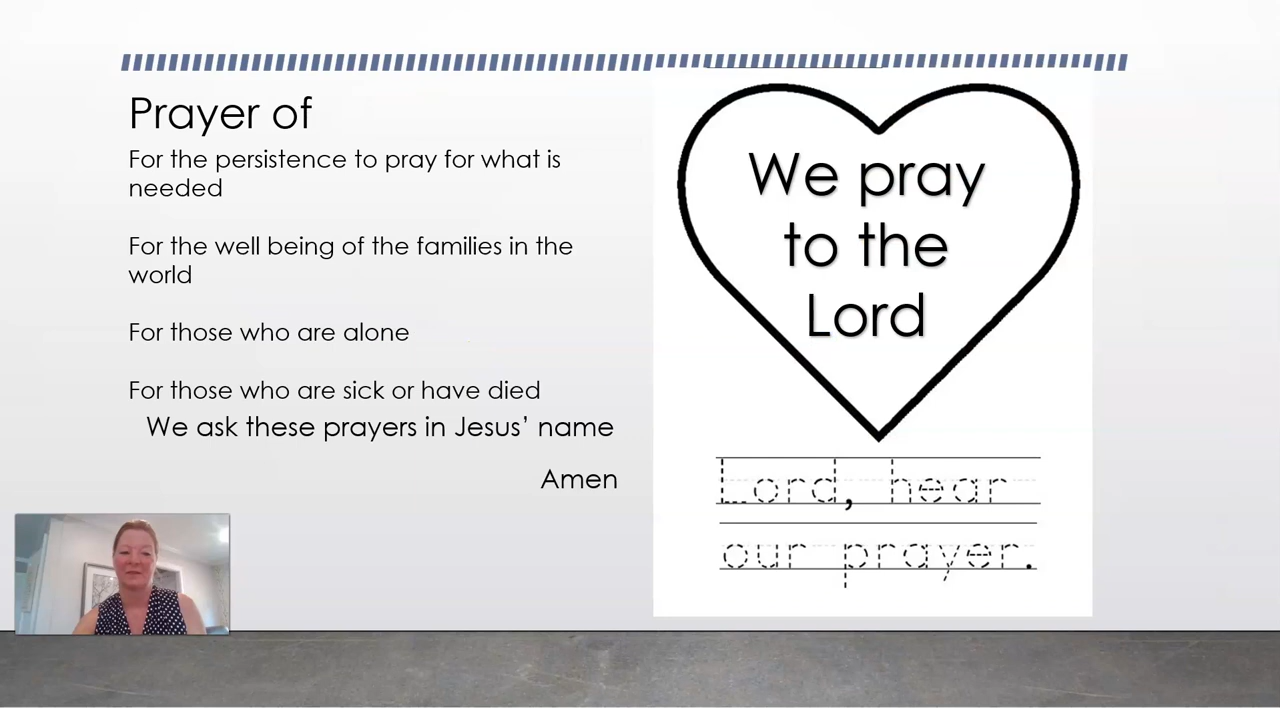 Prayer of
For the persistence to pray for what is
needed
For the well being of the families in the
world
For those who are alone
For those who are sick or have died
We ask these prayers in Jesus’ name
Amen
We pray
to the
Lord
Lord, hear
our prayer.